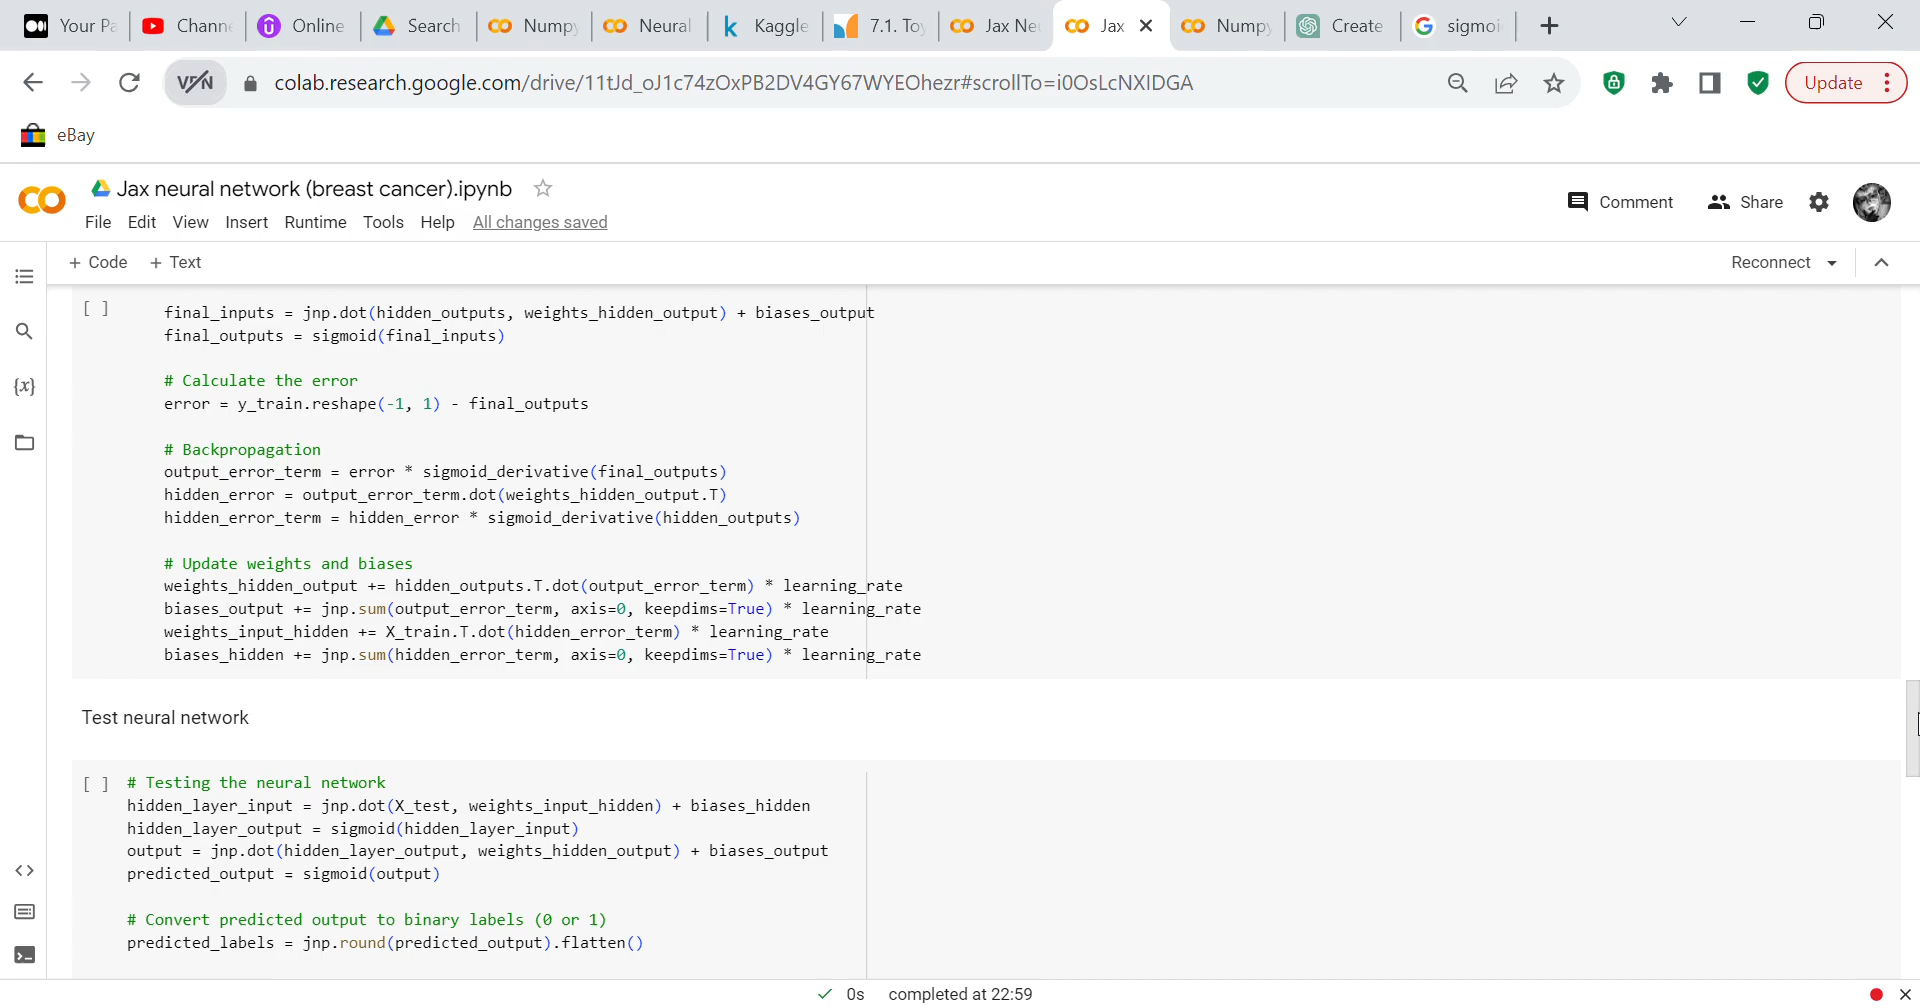 Your Pa
Channe
Online
Search
Numpy
Neural
Kaggle
7.1. Toy
Jax Neu
Jax
Numpy
Create
sigmoi
VPN
colab.research.google.com/drive/11tJd_oJ1c74zOxPB2DV4GY67WYEOhezr#scrollTo=i0OsLcNXIDGA
Update
eBay
Jax neural network (breast cancer).ipynb
File Edit View Insert Runtime Tools Help All changes saved
Comment Share
+ Code + Text
Reconnect
[ ]
final_inputs = jnp.dot(hidden_outputs, weights_hidden_output) + biases_output
final_outputs = sigmoid(final_inputs)
# Calculate the error
error = y_train.reshape(-1, 1) - final_outputs
# Backpropagation
output_error_term = error * sigmoid_derivative(final_outputs)
hidden_error = output_error_term.dot(weights_hidden_output.T)
hidden_error_term = hidden_error * sigmoid_derivative(hidden_outputs)
# Update weights and biases
weights_hidden_output += hidden_outputs.T.dot(output_error_term) * learning_rate
biases_output += jnp.sum(output_error_term, axis=0, keepdims=True) * learning_rate
weights_input_hidden += X_train.T.dot(hidden_error_term) * learning_rate
biases_hidden += jnp.sum(hidden_error_term, axis=0, keepdims=True) * learning_rate
Test neural network
[ ] # Testing the neural network
hidden_layer_input = jnp.dot(X_test, weights_input_hidden) + biases_hidden
hidden_layer_output = sigmoid(hidden_layer_input)
output = jnp.dot(hidden_layer_output, weights_hidden_output) + biases_output
predicted_output = sigmoid(output)
# Convert predicted output to binary labels (0 or 1)
predicted_labels = jnp.round(predicted_output).flatten()
0s completed at 22:59